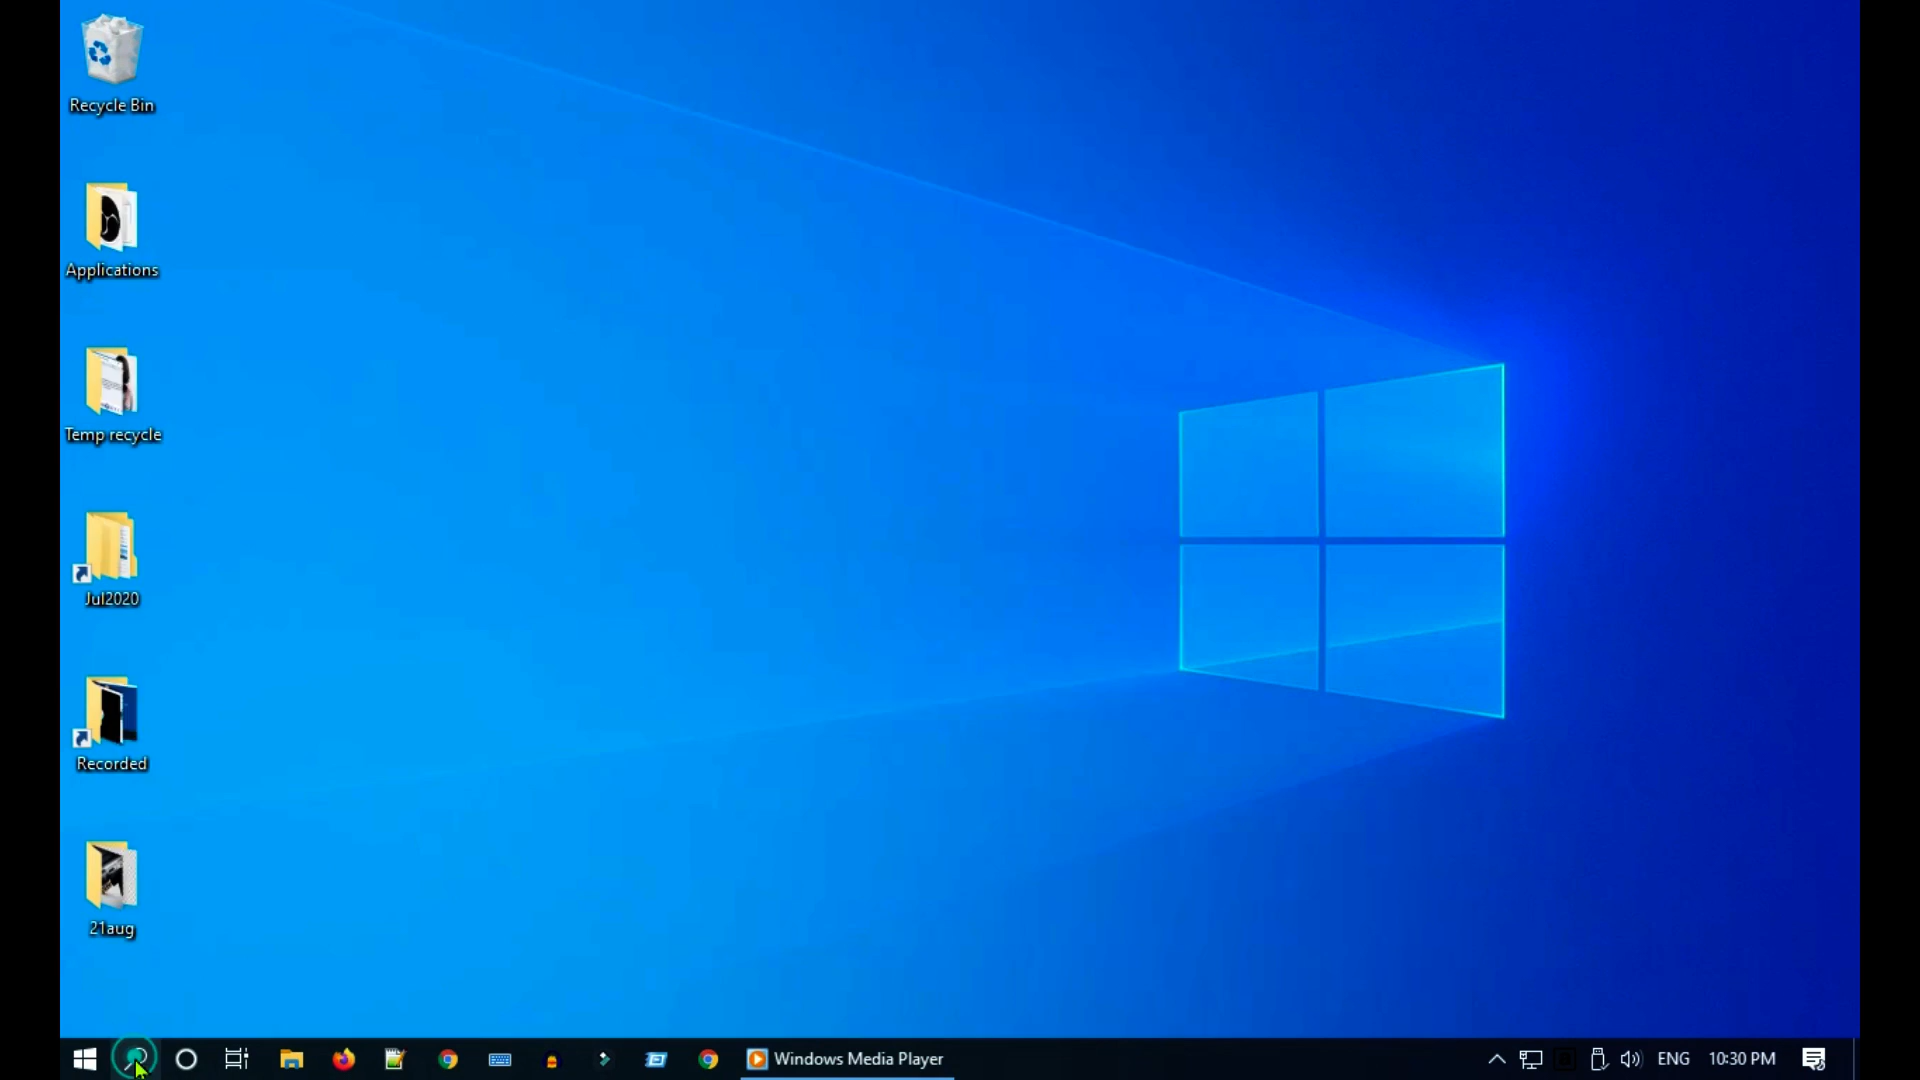 Recycle Bin
Applications
Temp recycle
Jul2020
Recorded
21aug
Windows Media Player
ENG
10:30 PM